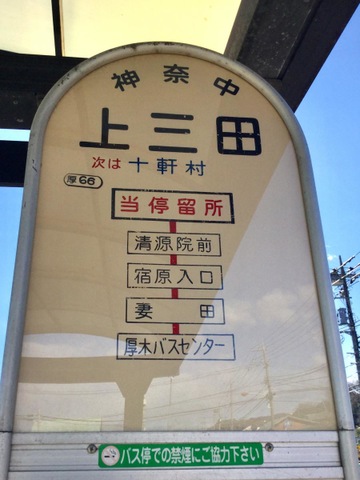 神奈中
上三田
次は 十軒村
厚66
当停留所
清源院前
宿原入口
妻田
厚木バスセンター
バス停での禁煙にご協力下さい